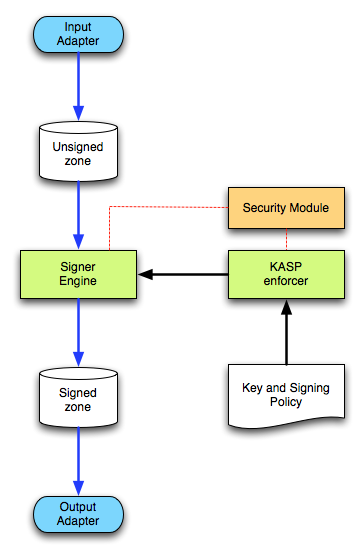 Input
Adapter
Unsigned
zone
Security Module
Signer
Engine
KASP
enforcer
Signed
zone
Key and Signing
Policy
Output
Adapter